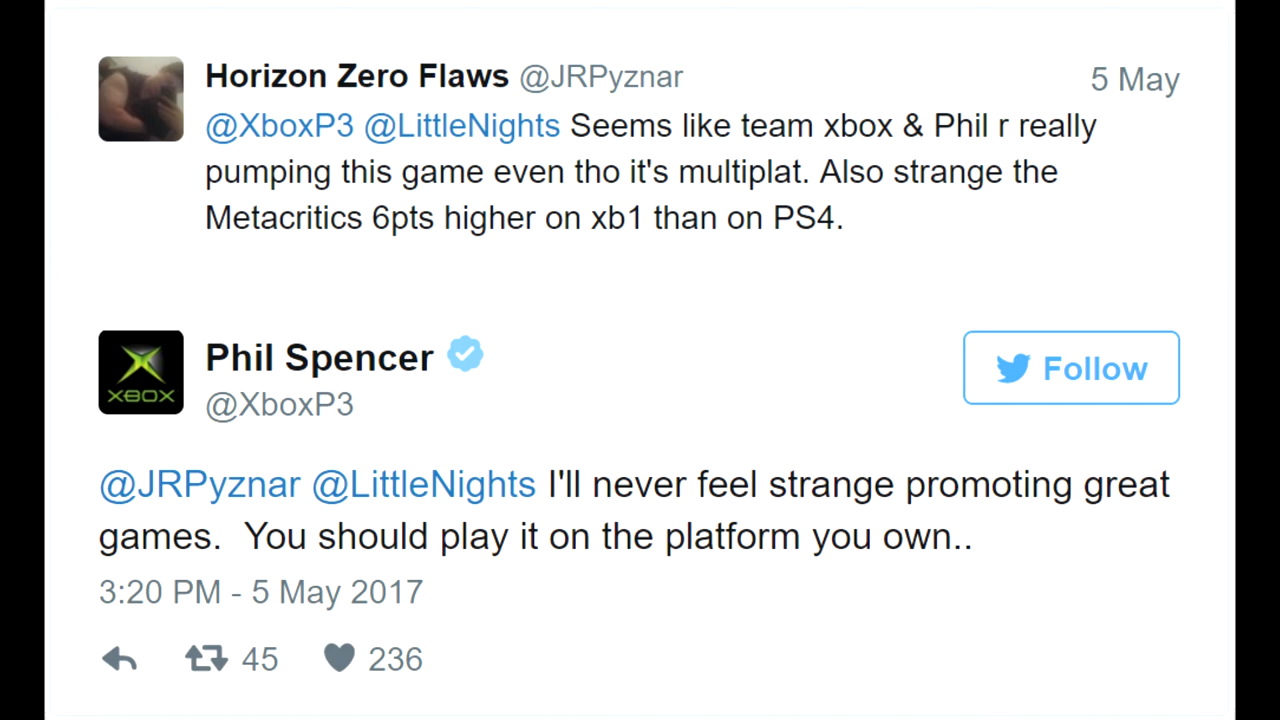 Horizon Zero Flaws @JRPyznar 5 May
@XboxP3 @LittleNights Seems like team xbox & Phil r really
pumping this game even tho it's multiplat. Also strange the
Metacritics 6pts higher on xb1 than on PS4.
XBOX
Phil Spencer
@XboxP3
Follow
@JRPyznar @LittleNights I'll never feel strange promoting great
games.  You should play it on the platform you own..
3:20 PM - 5 May 2017
45 236